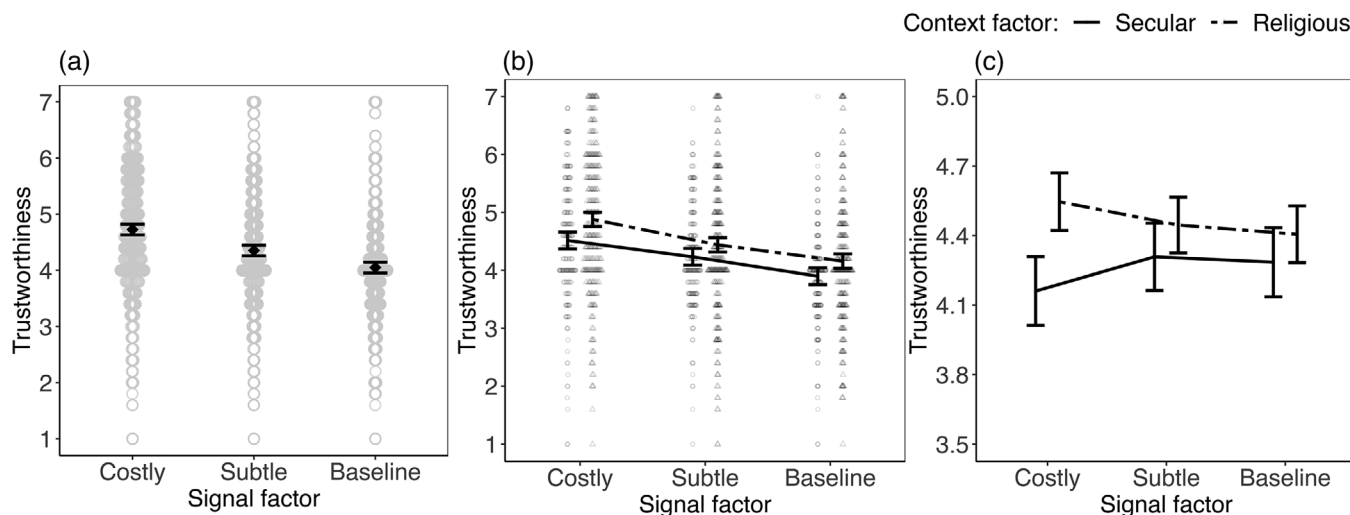 Context factor: Secular Religious
(a)
7
6
5
4
3
2
1
Trustworthiness
Costly Subtle Baseline
Signal factor
(b)
7
6
5
4
3
2
1
Trustworthiness
Costly Subtle Baseline
Signal factor
(c)
5.0
4.7
4.4
4.1
3.8
3.5
Trustworthiness
Costly Subtle Baseline
Signal factor